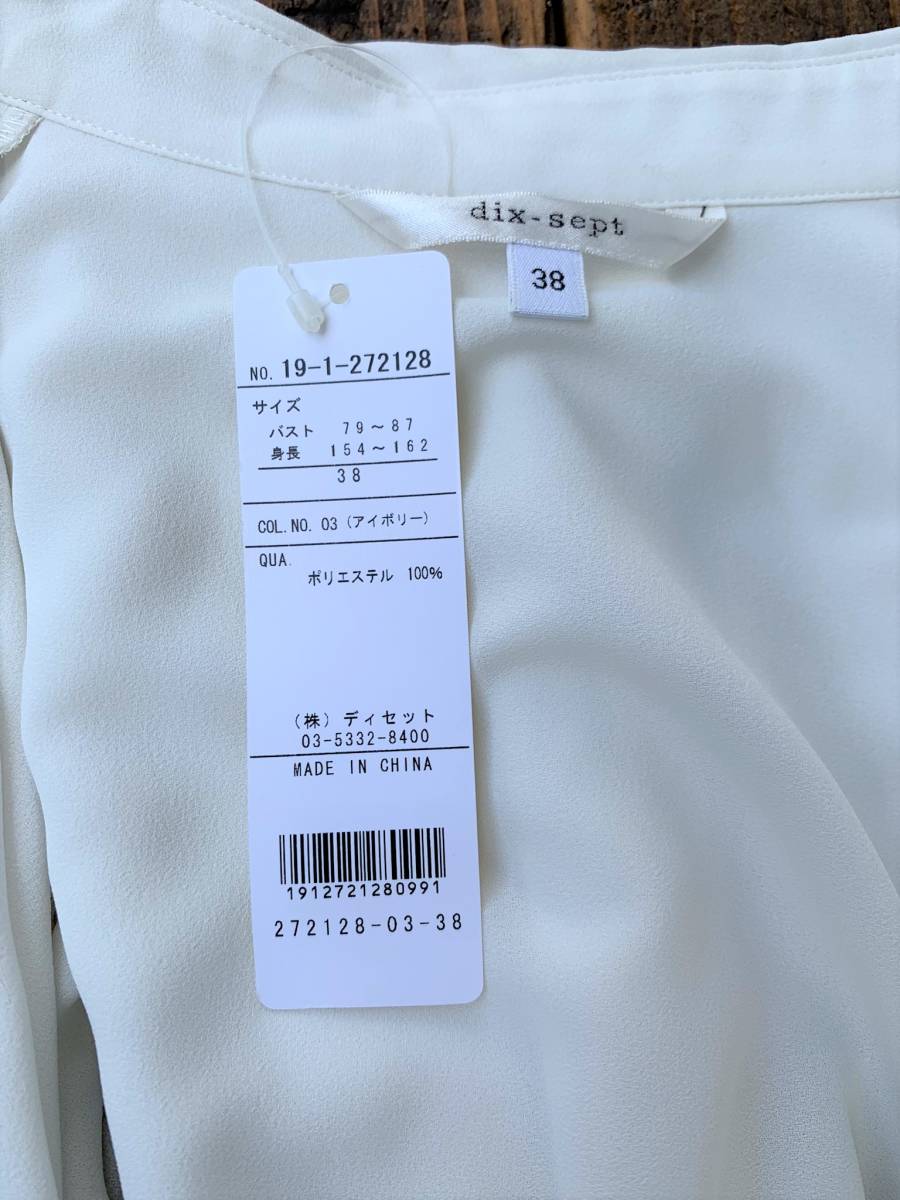 dix-sept
38
NO. 19-1-272128
サイズ
バスト 79～87
身長 154～162
38
COL.NO. 03 (アイボリー)
QUA.
ポリエステル 100%
(株) ディセット
03-5332-8400
MADE IN CHINA
1912721280991
272128-03-38